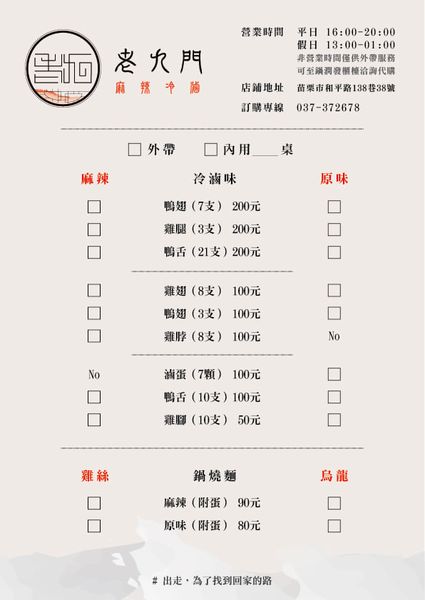 營業時間 平日 16:00-20:00
假日 13:00-01:00
非營業時間僅供外帶服務
可至鍋潤發櫃檯洽詢代購
店鋪地址 苗栗市和平路138巷38號
訂購專線 037-372678
老九門
麻辣冷滷
□外帶 □內用____桌
麻辣 冷滷味 原味
□ 鴨翅(7支) 200元 □
□ 雞腿(3支) 200元 □
□ 鴨舌(21支)200元 □
□ 雞翅(8支) 100元 □
□ 鴨翅(3支) 100元 □
□ 雞脖(8支) 100元 No
No 滷蛋(7顆) 100元 □
□ 鴨舌(10支)100元 □
□ 雞腳(10支) 50元 □
雞絲 鍋燒麵 烏龍
□ 麻辣(附蛋) 90元 □
□ 原味(附蛋) 80元 □
# 出走・為了找到回家的路